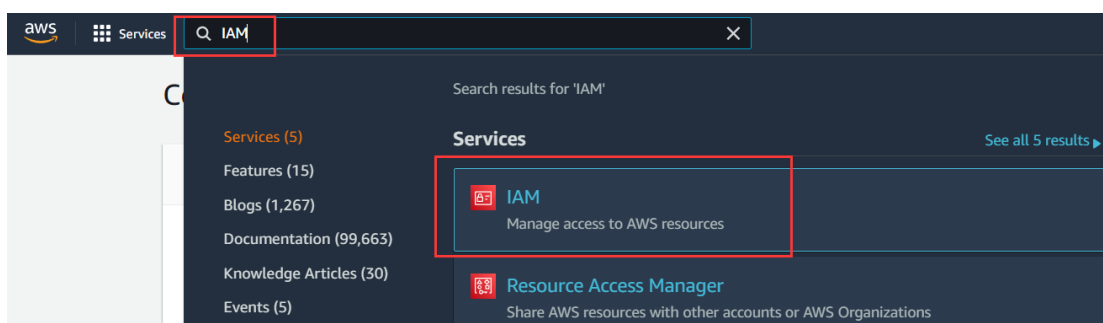 aws
Services
IAM
C
Search results for 'IAM'
Services (5)
Features (15)
Blogs (1,267)
Documentation (99,663)
Knowledge Articles (30)
Events (5)
Services
See all 5 results
IAM
Manage access to AWS resources
Resource Access Manager
Share AWS resources with other accounts or AWS Organizations